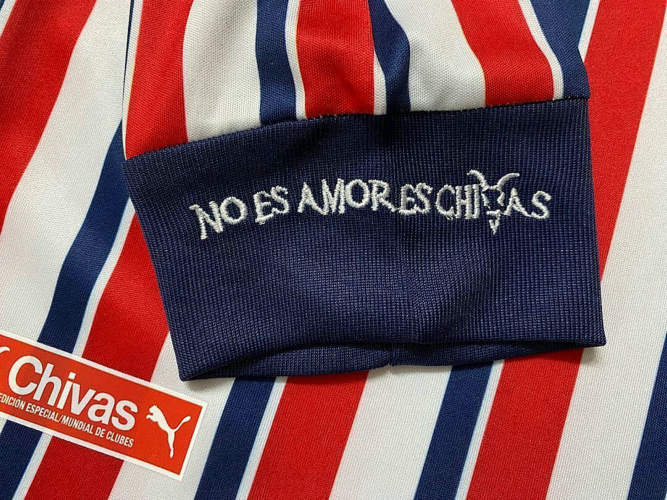 NO ES AMOR ES CHIVAS
Chivas
EDICIÓN ESPECIAL/MUNDIAL DE CLUBES